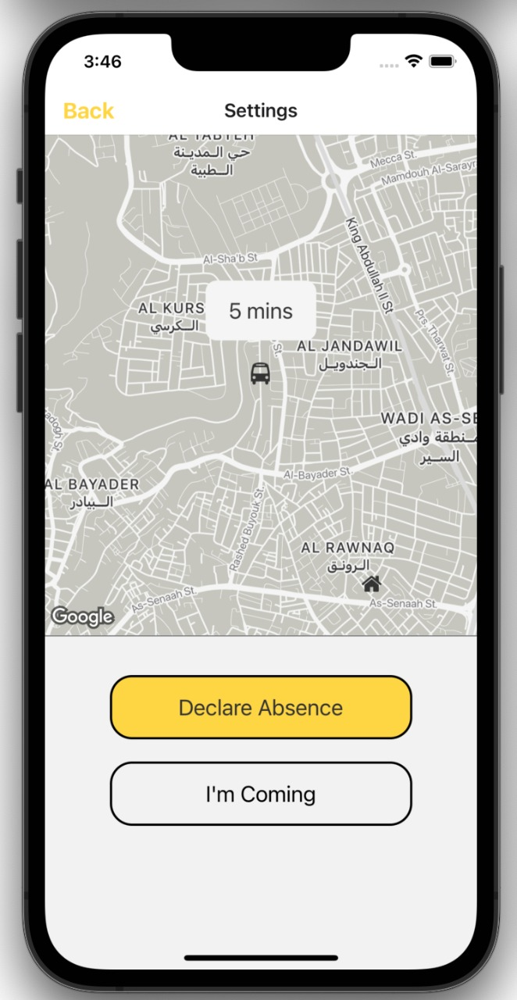 3:46
Back
Settings
AL TABYEH
حي المدينة
الطبية
Mecca St.
Mamdouh Al-Sarayr
King Abdullah II St
Al-Sha'b St
5 mins
AL KURS
الكرسي
St.
AL JANDAWIL
الجندويل
Prs. Tharwat St.
WADI AS-SE
منطقة وادي
السير
Al-Bayader St.
AL BAYADER
البيادر
Rashed Buyouk St.
AL RAWNAQ
الرونق
As-Senaah St.
As-Senaah St.
Google
Declare Absence
I'm Coming